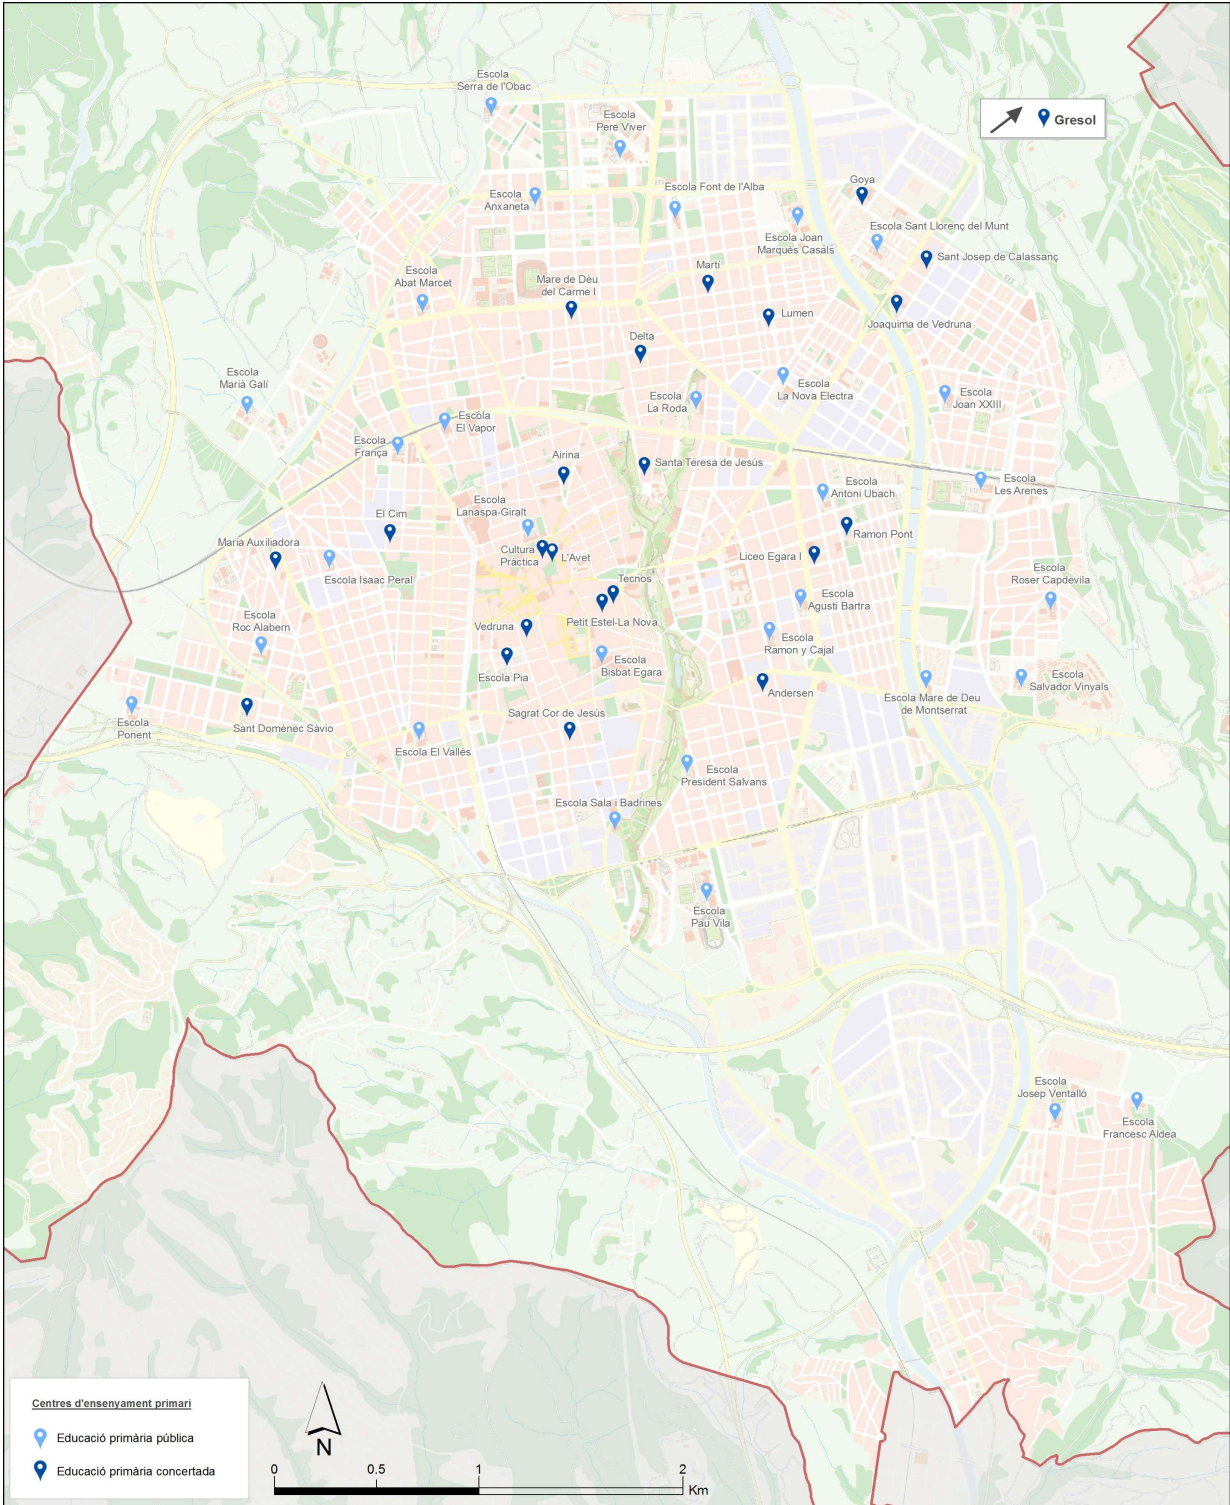 Escola
Serra de l'Obac
Escola
Pere Viver
Gresol
Escola
Anxaneta
Escola Font de l'Alba
Goya
Escola Joan
Marquès Casals
Escola Sant Llorenç del Munt
Sant Josep de Calassanç
Escola
Abat Marcet
Mare de Déu
del Carme I
Martí
Lumen
Joaquima de Vedruna
Delta
Escola
Marià Galí
Escola
La Roda
Escola
La Nova Electra
Escola
Joan XXIII
Escola
El Vapor
Escola
França
Airina
Santa Teresa de Jesús
Escola
Antoni Ubach
Escola
Les Arenes
Escola
Lanaspa-Giralt
El Cim
Ramon Pont
Maria Auxiliadora
Cultura
Pràctica
L'Avet
Liceo Egara I
Escola Isaac Peral
Tecnos
Escola
Roser Capdevila
Escola
Agustí Bartra
Petit Estel-La Nova
Escola
Roc Alabern
Vedruna
Escola
Ramon y Cajal
Escola Pia
Escola
Bisbat Egara
Andersen
Escola Mare de Deu
de Montserrat
Escola
Salvador Vinyals
Escola
Ponent
Sant Domènec Sàvio
Sagrat Cor de Jesús
Escola El Vallès
Escola
President Salvans
Escola Sala i Badrines
Escola
Pau Vila
Escola
Josep Ventalló
Escola
Francesc Aldea
Centres d'ensenyament primari
Educació primària pública
Educació primària concertada
N
0 0.5 1 2
Km